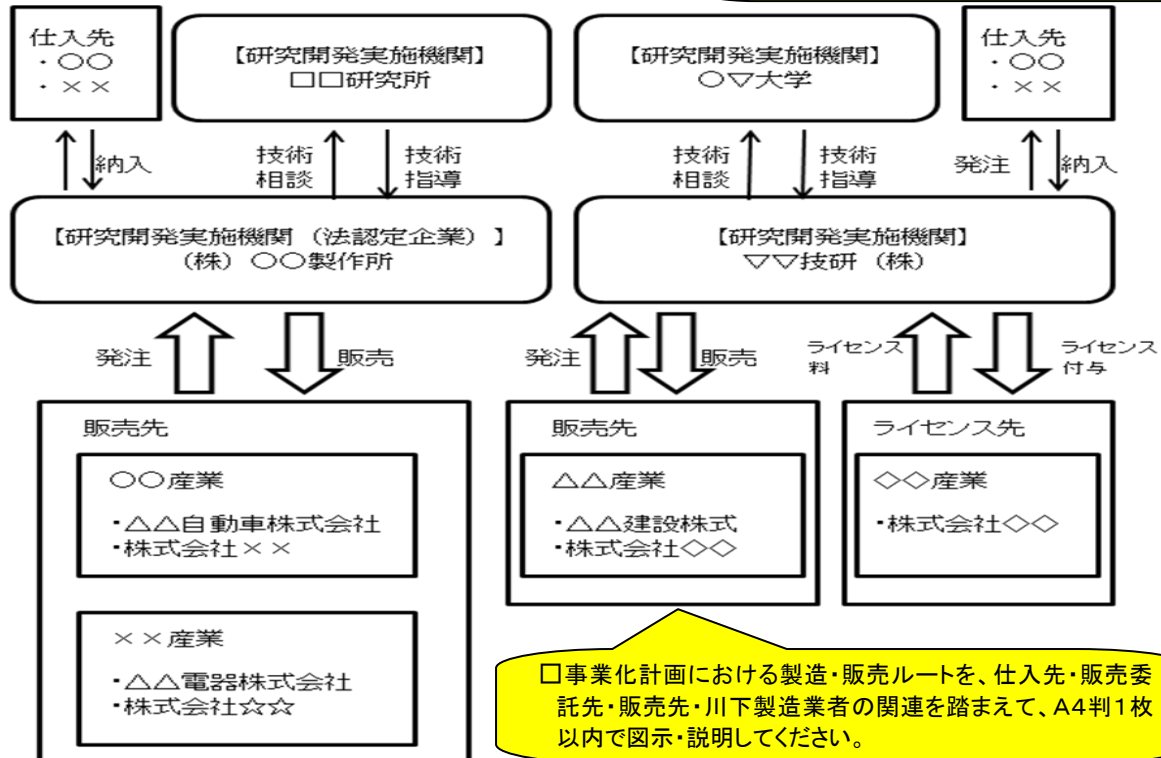 仕入先
・○○
・××
【研究開発実施機関】
□□研究所
【研究開発実施機関】
○▽大学
仕入先
・○○
・××
納入
技術
相談
技術
指導
技術
相談
技術
指導
発注
納入
【研究開発実施機関（法認定企業）】
（株）○○製作所
【研究開発実施機関】
▽▽技研（株）
発注
販売
発注
販売
ライセンス
料
ライセンス
付与
販売先
○○産業
・△△自動車株式会社
・株式会社××
××産業
・△△電器株式会社
・株式会社☆☆
販売先
△△産業
・△△建設株式
・株式会社◇◇
ライセンス先
◇◇産業
・株式会社◇◇
□事業化計画における製造・販売ルートを、仕入先・販売委
託先・販売先・川下製造業者の関連を踏まえて、A4判1枚
以内で図示・説明してください。